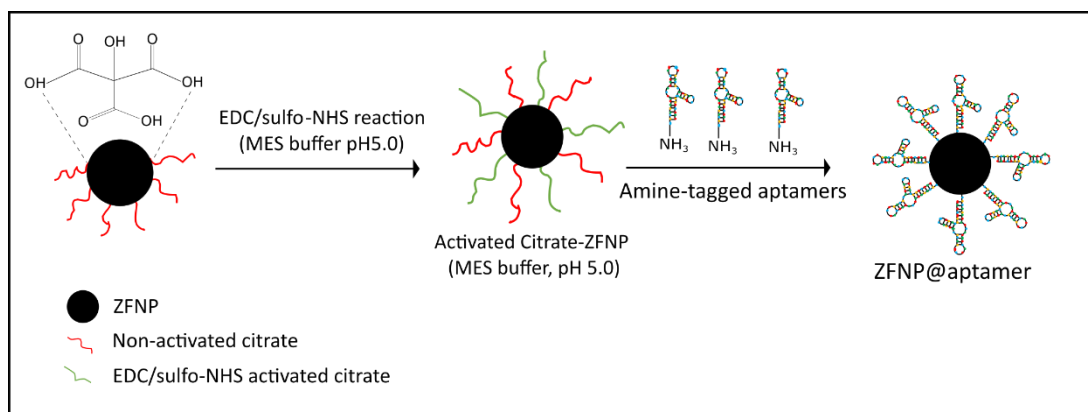 O
OH
O
OH
OH
O
OH
EDC/sulfo-NHS reaction
(MES buffer pH5.0)
Activated Citrate-ZFNP
(MES buffer, pH 5.0)
NH3
NH3
NH3
Amine-tagged aptamers
ZFNP@aptamer
ZFNP
Non-activated citrate
EDC/sulfo-NHS activated citrate